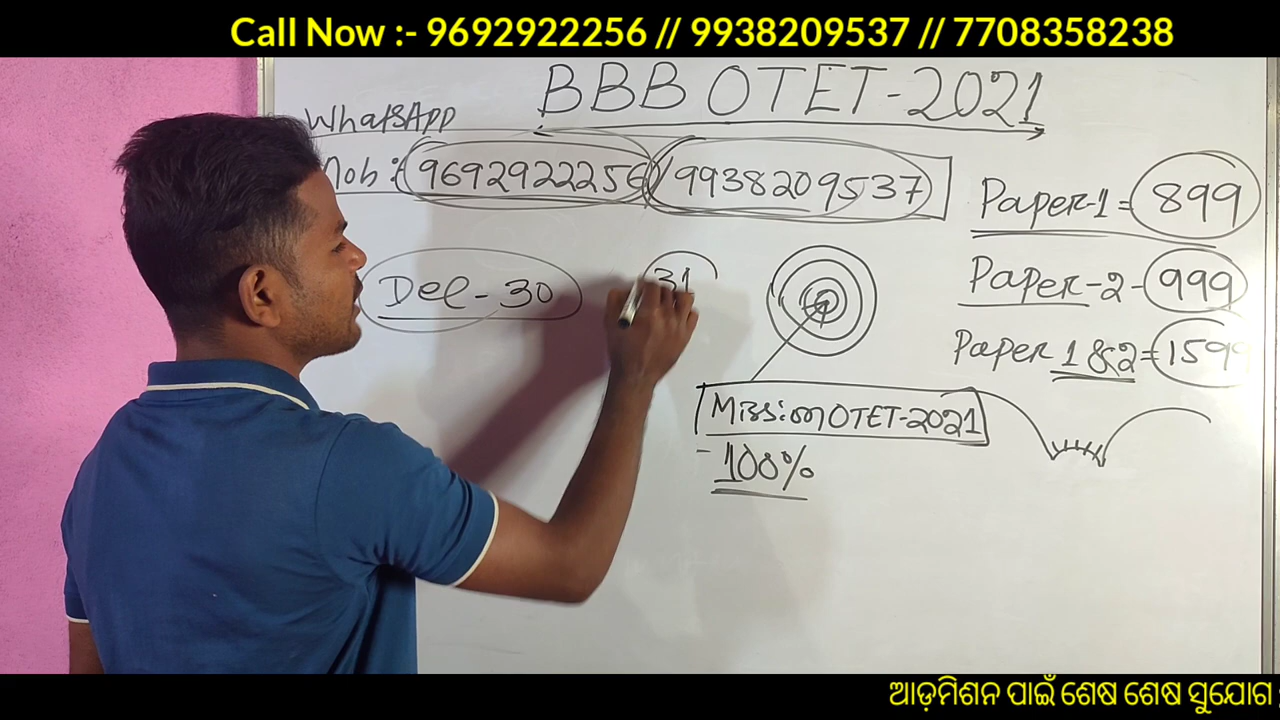 Call Now :- 9692922256 // 9938209537 // 7708358238
BBB OTET-2021
WhatsApp
Mob: 9692922256/9938209537
Paper-1 = 899
Dec - 30
31
Paper-2 - 999
Paper 1 & 2 = 1599
Mission OTET-2021
- 100%
ଆଡ଼ମିଶନ ପାଇଁ ଶେଷ ଶେଷ ସୁଯୋଗ